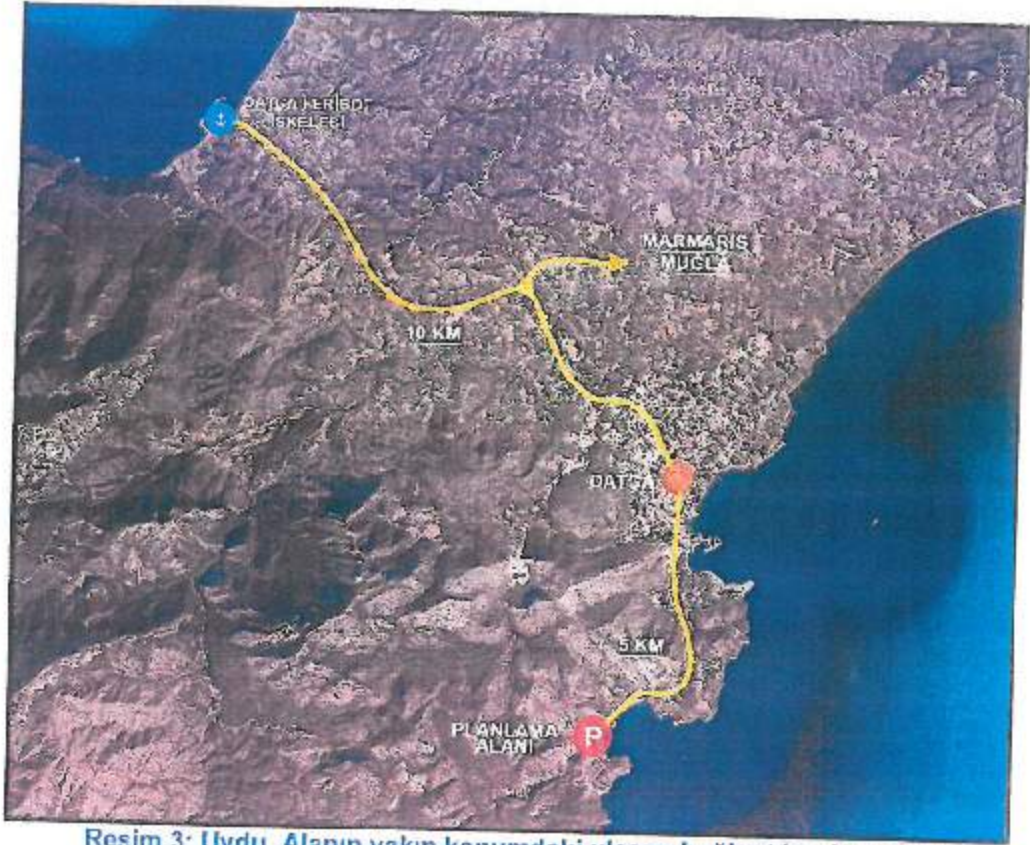 DATÇA FERİBOT
İSKELESİ
MARMARİS
MUĞLA
10 KM
DATÇA
5 KM
PLANLAMA
ALANI
P
Resim 3: Uydu, Alanın yakın konumdaki